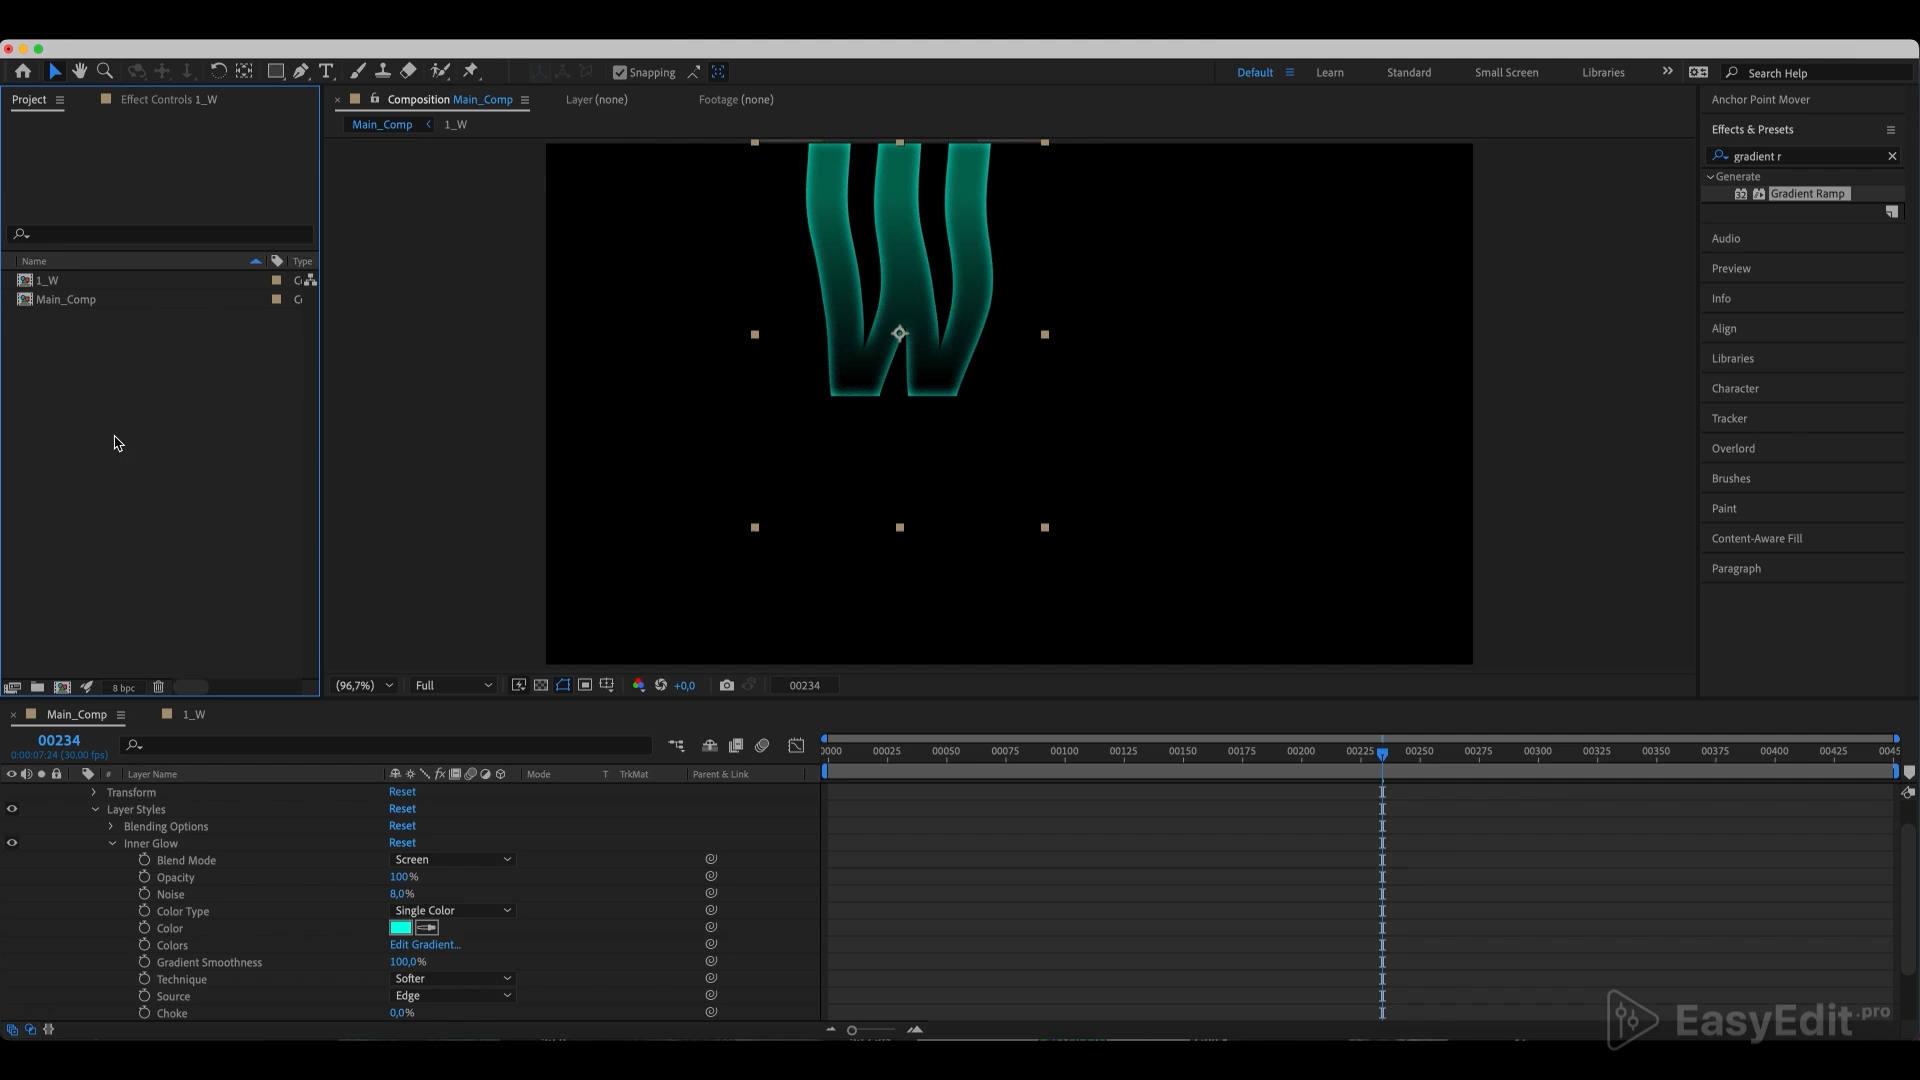 Snapping
Default
Learn
Standard
Small Screen
Libraries
Search Help
Project
Effect Controls 1_W
Composition Main_Comp
Layer (none)
Footage (none)
Main_Comp
1_W
Anchor Point Mover
Effects & Presets
gradient r
Generate
32
Gradient Ramp
Audio
Preview
Info
Align
Libraries
Character
Tracker
Overlord
Brushes
Paint
Content-Aware Fill
Paragraph
Name
Type
1_W
Main_Comp
8 bpc
(96,7%)
Full
+0,0
00234
Main_Comp
1_W
00234
0:00:07:24 (30.00 fps)
0000 00025 00050 00075 00100 00125 00150 00175 00200 00225 00250 00275 00300 00325 00350 00375 00400 00425 0045
# Layer Name
Mode
T TrkMat
Parent & Link
Transform Reset
Layer Styles Reset
Blending Options Reset
Inner Glow Reset
Blend Mode Screen
Opacity 100%
Noise 8,0%
Color Type Single Color
Color
Colors Edit Gradient...
Gradient Smoothness 100,0%
Technique Softer
Source Edge
Choke 0,0%
EasyEdit.pro